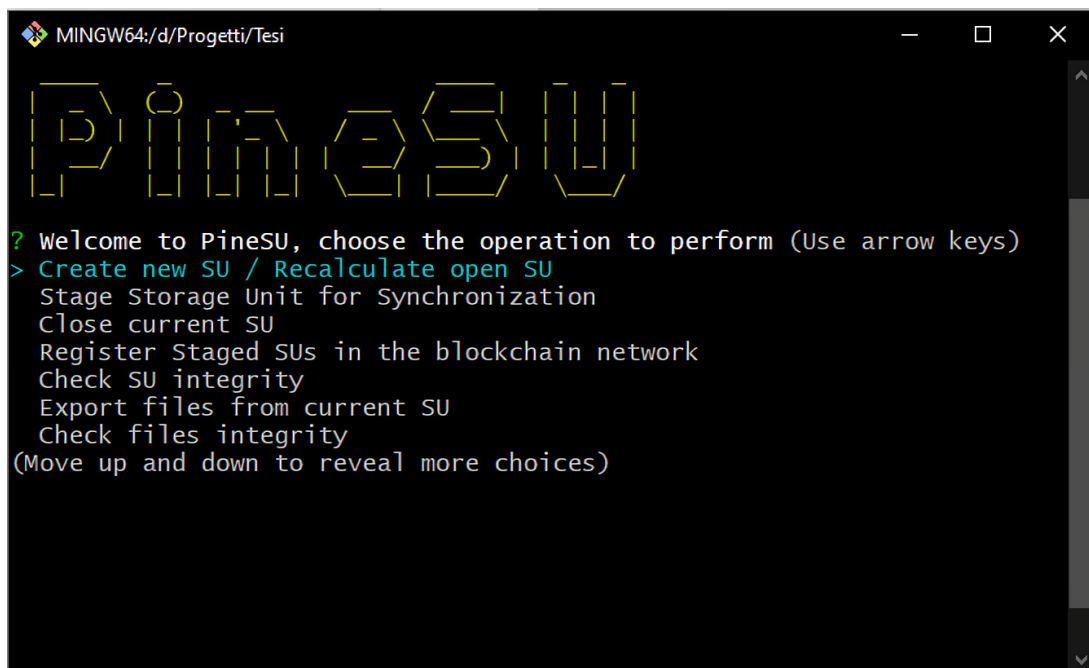 MINGW64:/d/Progetti/Tesi
PineSU
? Welcome to PineSU, choose the operation to perform (Use arrow keys)
> Create new SU / Recalculate open SU
Stage Storage Unit for Synchronization
Close current SU
Register Staged SUs in the blockchain network
Check SU integrity
Export files from current SU
Check files integrity
(Move up and down to reveal more choices)